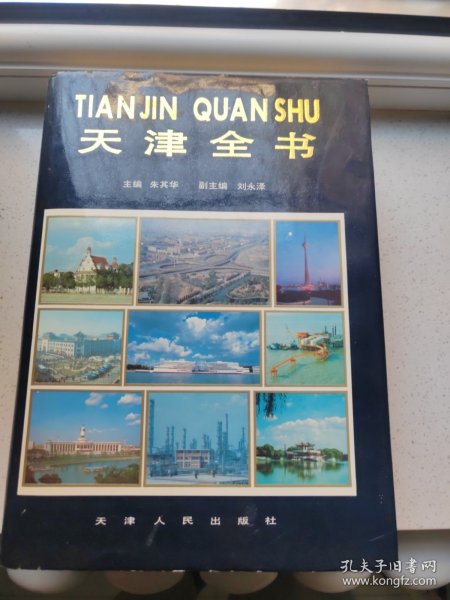 TIANJIN QUANSHU
天津全书
主编 朱其华 副主编 刘永泽
天津人民出版社
孔夫子旧书网
www.kongfz.com